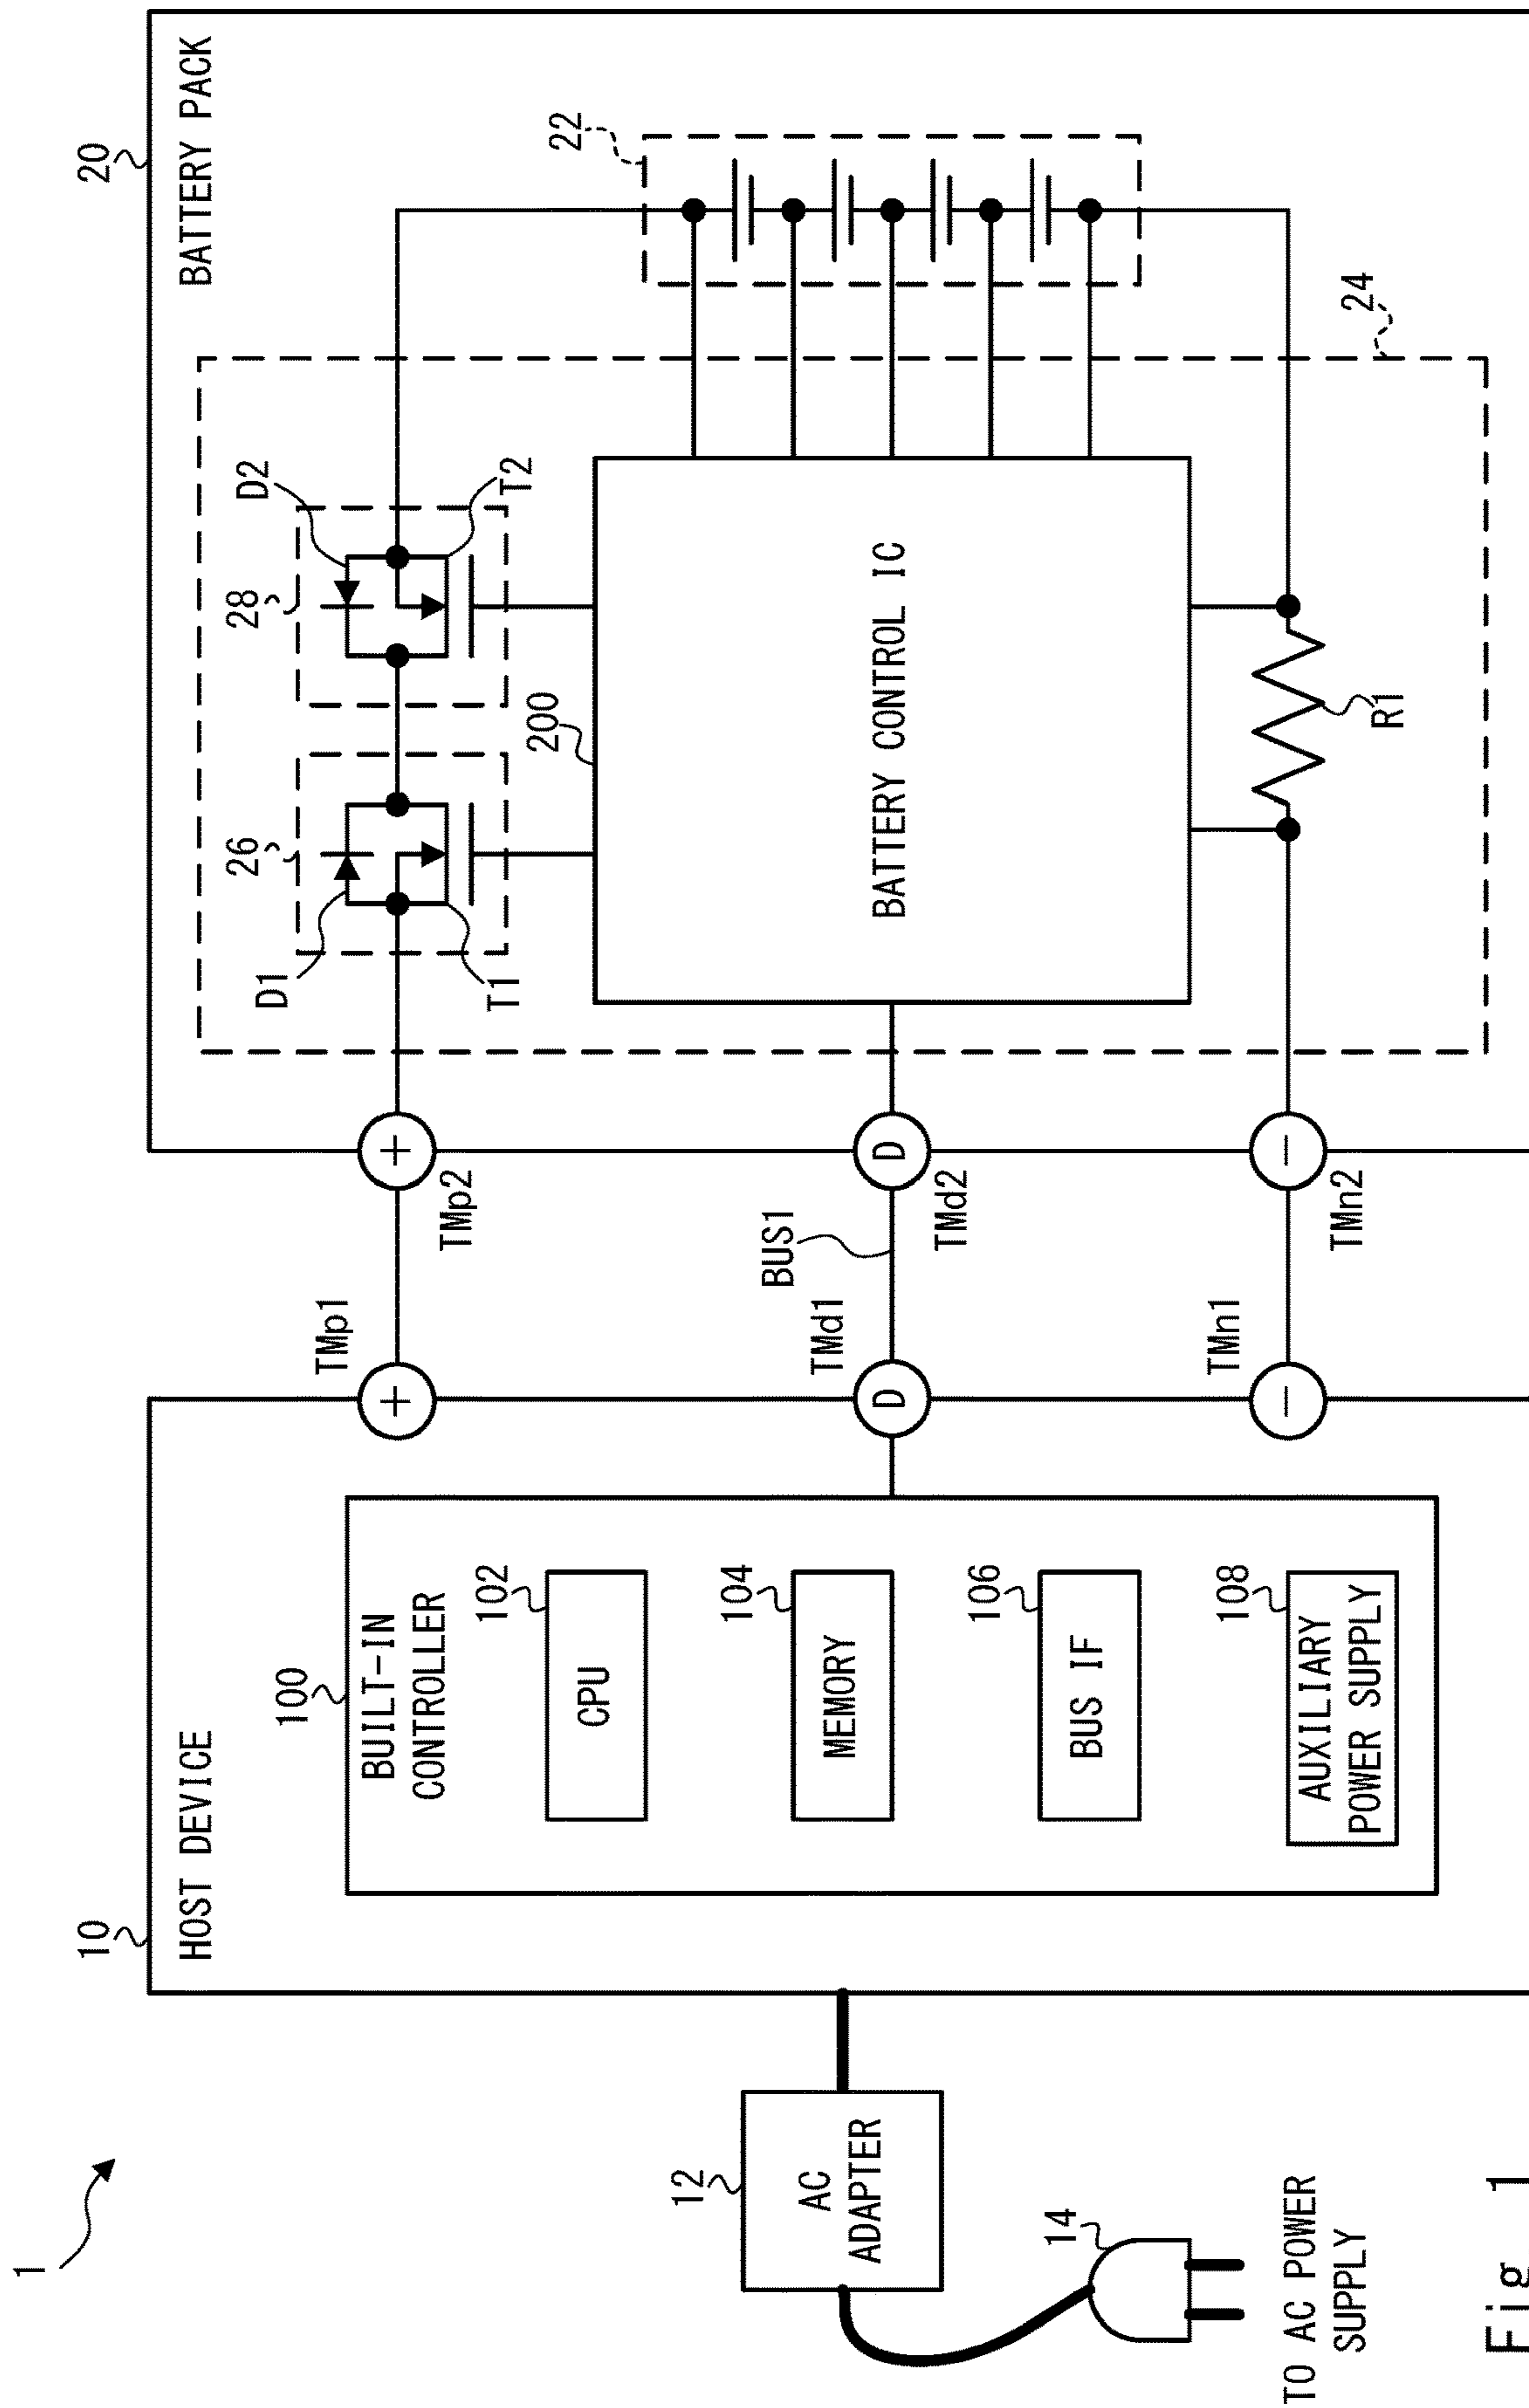 1
10
HOST DEVICE
100
BUILT-IN
CONTROLLER
102
CPU
104
MEMORY
106
BUS IF
108
AUXILIARY
POWER SUPPLY
12
AC
ADAPTER
14
TO AC POWER
SUPPLY
TMp1
+
TMd1
D
TMn1
−
BUS1
+
TMp2
D
TMd2
−
TMn2
20
BATTERY PACK
22
24
26
D1
T1
28
D2
T2
200
BATTERY CONTROL IC
R1
Fig. 1